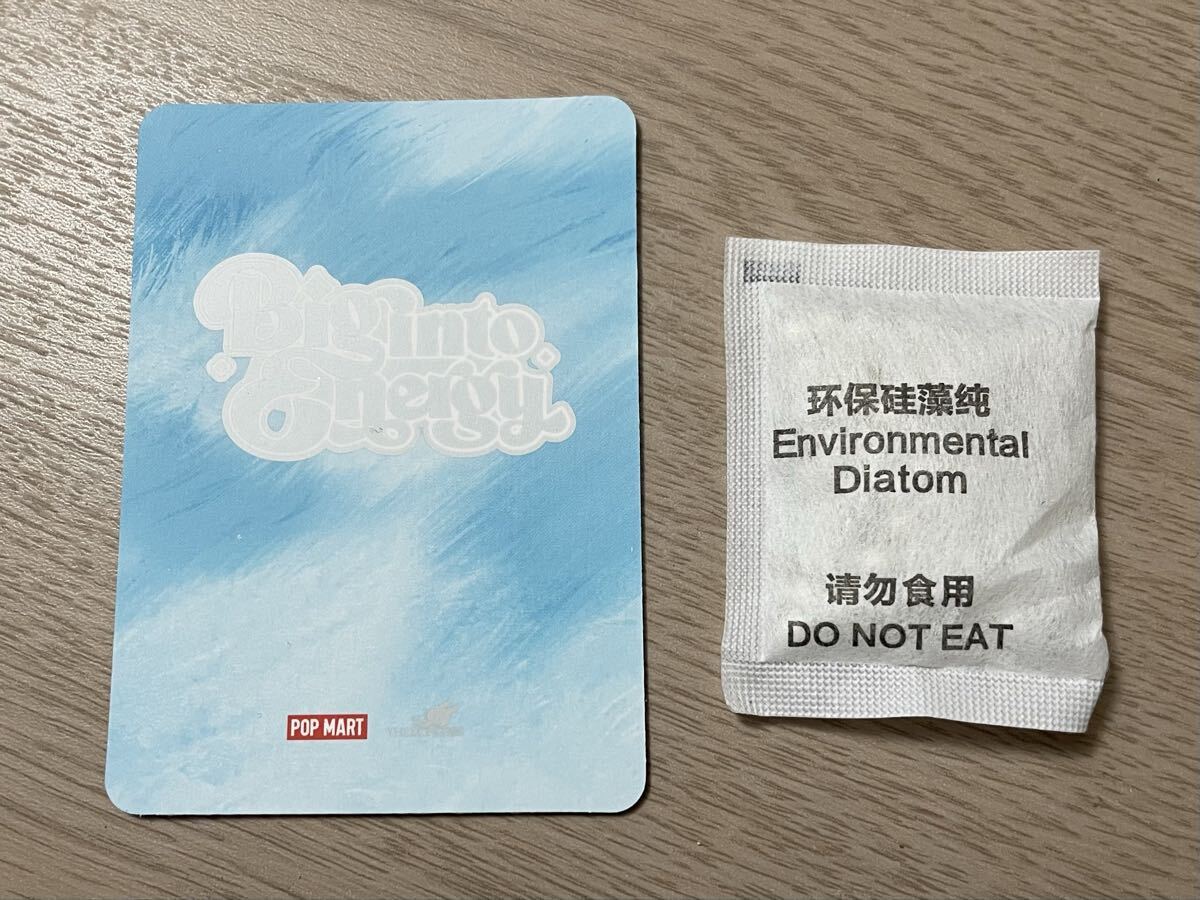 Big into
Energy
POP MART
环保硅藻纯
Environmental
Diatom
请勿食用
DO NOT EAT